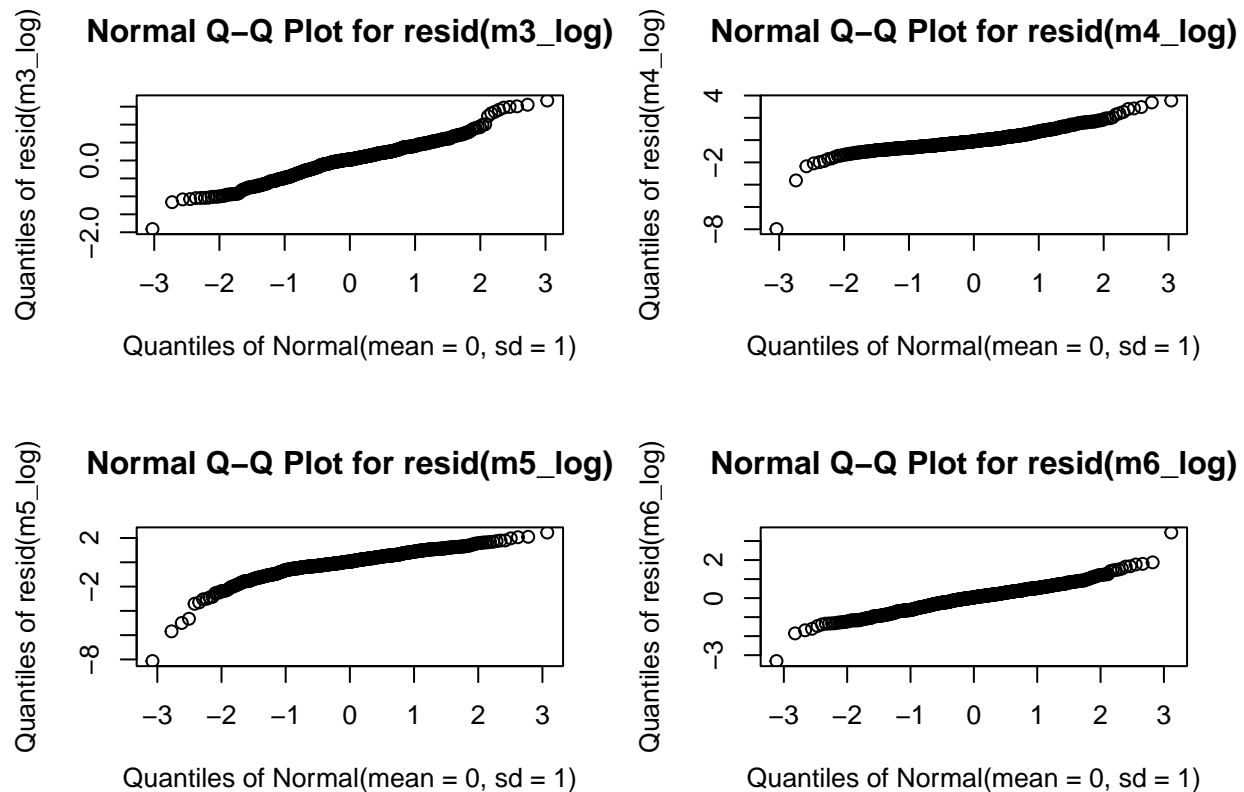 Normal Q−Q Plot for resid(m3_log)
Quantiles of resid(m3_log)
0.0
−2.0
−3 −2 −1 0 1 2 3
Quantiles of Normal(mean = 0, sd = 1)
Normal Q−Q Plot for resid(m4_log)
Quantiles of resid(m4_log)
4
−2
−8
−3 −2 −1 0 1 2 3
Quantiles of Normal(mean = 0, sd = 1)
Normal Q−Q Plot for resid(m5_log)
Quantiles of resid(m5_log)
2
−2
−8
−3 −2 −1 0 1 2 3
Quantiles of Normal(mean = 0, sd = 1)
Normal Q−Q Plot for resid(m6_log)
Quantiles of resid(m6_log)
2
0
−3
−3 −2 −1 0 1 2 3
Quantiles of Normal(mean = 0, sd = 1)